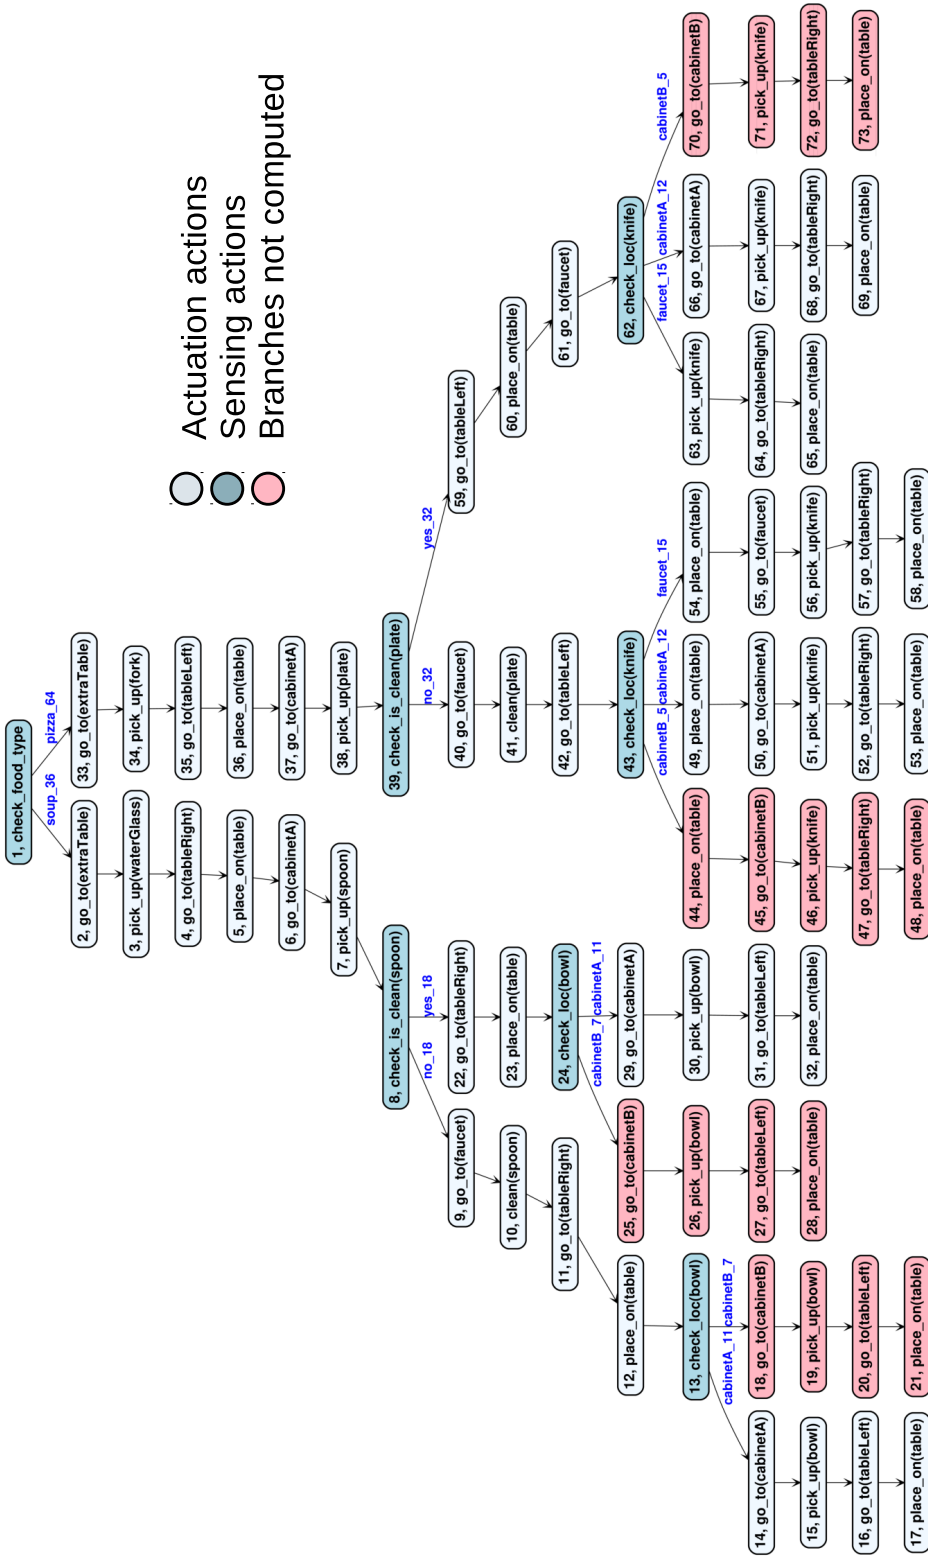 Actuation actions
Sensing actions
Branches not computed
1, check_food_type
soup_36
pizza_64
2, go_to(extraTable)
3, pick_up(waterGlass)
4, go_to(tableRight)
5, place_on(table)
6, go_to(cabinetA)
7, pick_up(spoon)
8, check_is_clean(spoon)
no_18
yes_18
9, go_to(faucet)
10, clean(spoon)
11, go_to(tableRight)
12, place_on(table)
13, check_loc(bowl)
cabinetA_11
cabinetB_7
14, go_to(cabinetA)
15, pick_up(bowl)
16, go_to(tableLeft)
17, place_on(table)
18, go_to(cabinetB)
19, pick_up(bowl)
20, go_to(tableLeft)
21, place_on(table)
22, go_to(tableRight)
23, place_on(table)
24, check_loc(bowl)
cabinetB_7
cabinetA_11
25, go_to(cabinetB)
26, pick_up(bowl)
27, go_to(tableLeft)
28, place_on(table)
29, go_to(cabinetA)
30, pick_up(bowl)
31, go_to(tableLeft)
32, place_on(table)
33, go_to(extraTable)
34, pick_up(fork)
35, go_to(tableLeft)
36, place_on(table)
37, go_to(cabinetA)
38, pick_up(plate)
39, check_is_clean(plate)
no_32
yes_32
40, go_to(faucet)
41, clean(plate)
42, go_to(tableLeft)
43, check_loc(knife)
cabinetB_5
cabinetA_12
faucet_15
44, place_on(table)
45, go_to(cabinetB)
46, pick_up(knife)
47, go_to(tableRight)
48, place_on(table)
49, place_on(table)
50, go_to(cabinetA)
51, pick_up(knife)
52, go_to(tableRight)
53, place_on(table)
54, place_on(table)
55, go_to(faucet)
56, pick_up(knife)
57, go_to(tableRight)
58, place_on(table)
59, go_to(tableLeft)
60, place_on(table)
61, go_to(faucet)
62, check_loc(knife)
faucet_15
cabinetA_12
cabinetB_5
63, pick_up(knife)
64, go_to(tableRight)
65, place_on(table)
66, go_to(cabinetA)
67, pick_up(knife)
68, go_to(tableRight)
69, place_on(table)
70, go_to(cabinetB)
71, pick_up(knife)
72, go_to(tableRight)
73, place_on(table)